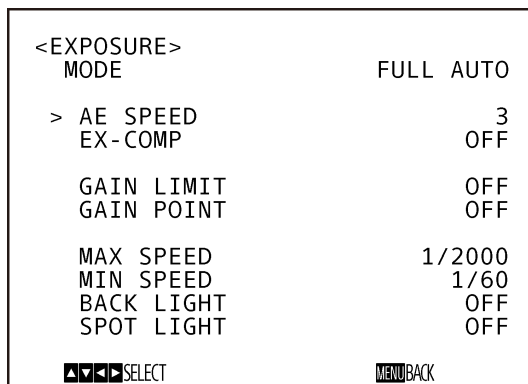 <EXPOSURE>
MODE FULL AUTO
> AE SPEED 3
EX-COMP OFF
GAIN LIMIT OFF
GAIN POINT OFF
MAX SPEED 1/2000
MIN SPEED 1/60
BACK LIGHT OFF
SPOT LIGHT OFF
▲▼◀▶SELECT MENU BACK